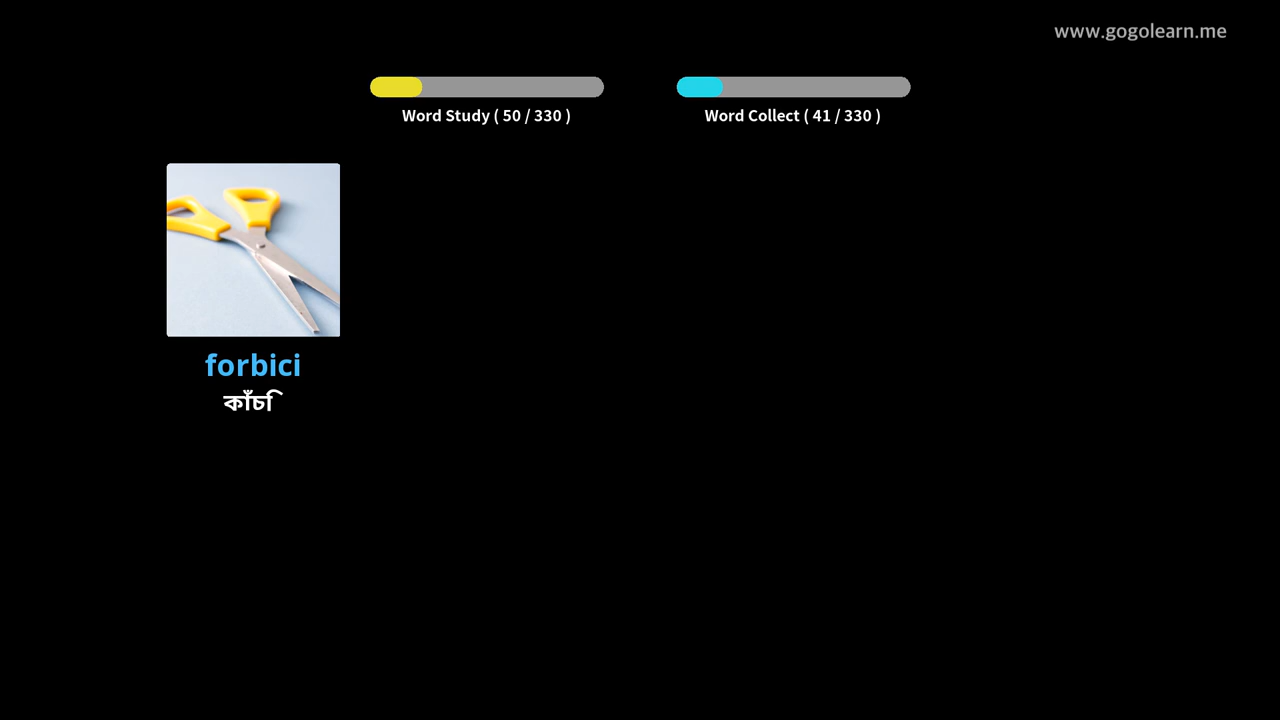 www.gogolearn.me
Word Study ( 50 / 330 )
Word Collect ( 41 / 330 )
forbici
কাঁচি